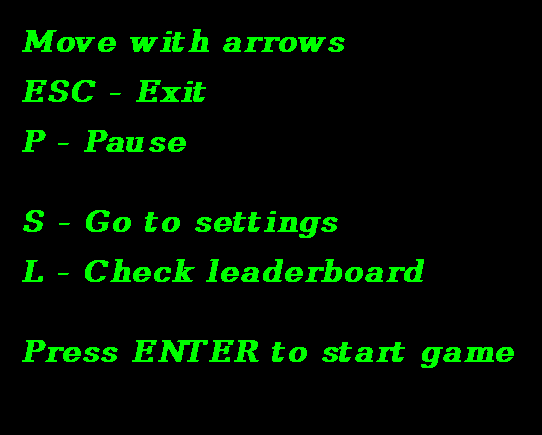 Move with arrows
ESC - Exit
P - Pause
S - Go to settings
L - Check leaderboard
Press ENTER to start game